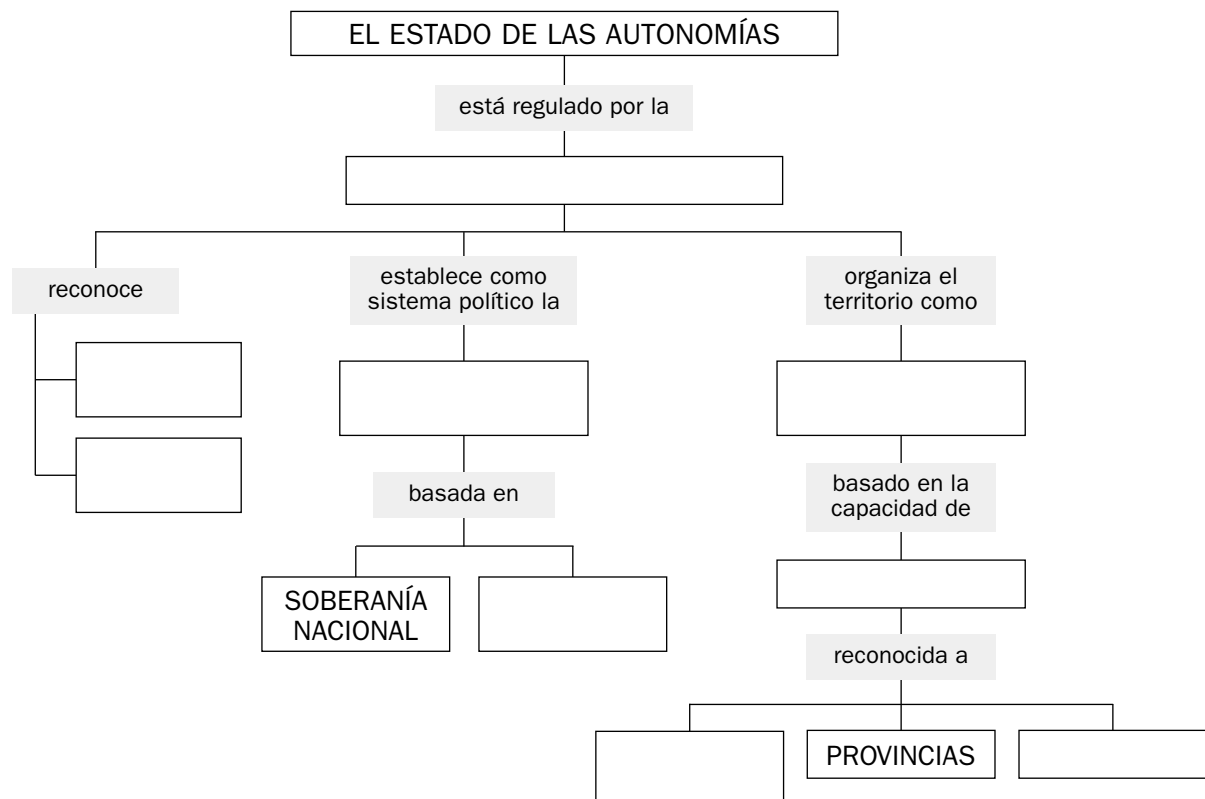 EL ESTADO DE LAS AUTONOMÍAS
está regulado por la
reconoce
establece como
sistema político la
organiza el
territorio como
basada en
basado en la
capacidad de
SOBERANÍA
NACIONAL
reconocida a
PROVINCIAS